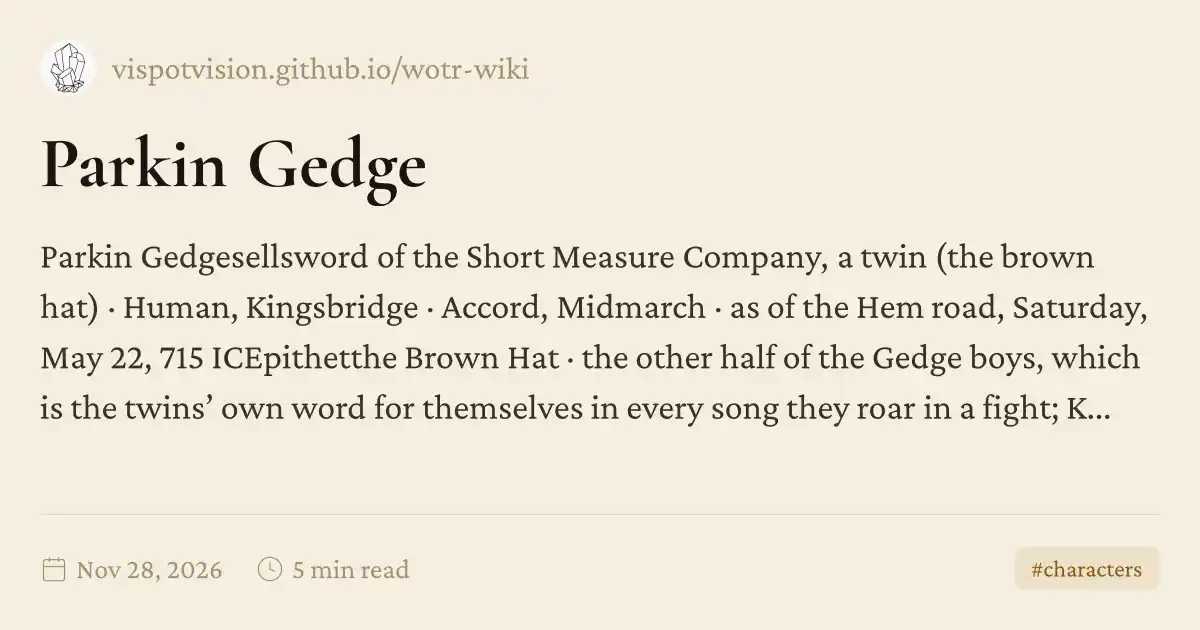 vispotvision.github.io/wotr-wiki
Parkin Gedge
Parkin Gedgesellsword of the Short Measure Company, a twin (the brown
hat) · Human, Kingsbridge · Accord, Midmarch · as of the Hem road, Saturday,
May 22, 715 ICEpithetthe Brown Hat · the other half of the Gedge boys, which
is the twins’ own word for themselves in every song they roar in a fight; K...
Nov 28, 2026
5 min read
#characters